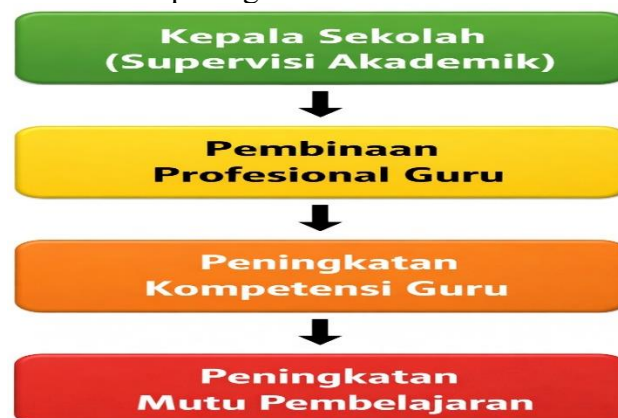 Kepala Sekolah
(Supervisi Akademik)
Pembinaan
Profesional Guru
Peningkatan
Kompetensi Guru
Peningkatan
Mutu Pembelajaran